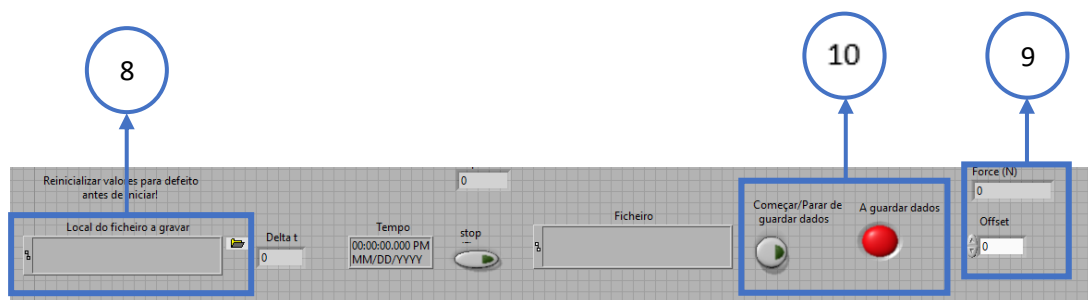 8
10
9
Reinicializar valores para defeito
antes de iniciar!
0
Force (N)
0
Local do ficheiro a gravar
Delta t
0
Tempo
00:00:00.000 PM
MM/DD/YYYY
stop
Ficheiro
Começar/Parar de
guardar dados
A guardar dados
Offset
0